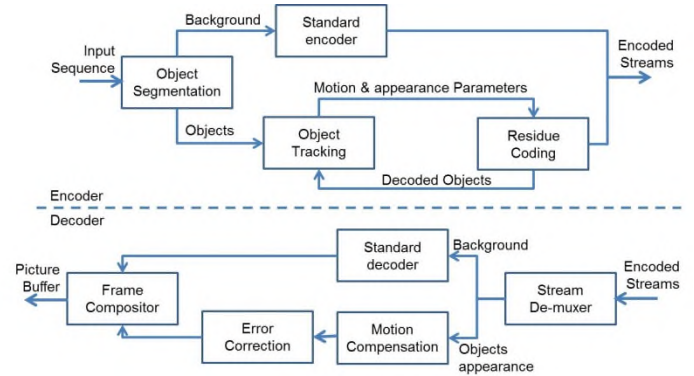 Background
Standard
encoder
Input
Sequence
Object
Segmentation
Encoded
Streams
Motion & appearance Parameters
Objects
Object
Tracking
Residue
Coding
Decoded Objects
Encoder
Decoder
Standard
decoder
Background
Picture
Buffer
Frame
Compositor
Stream
De-muxer
Encoded
Streams
Error
Correction
Motion
Compensation
Objects
appearance